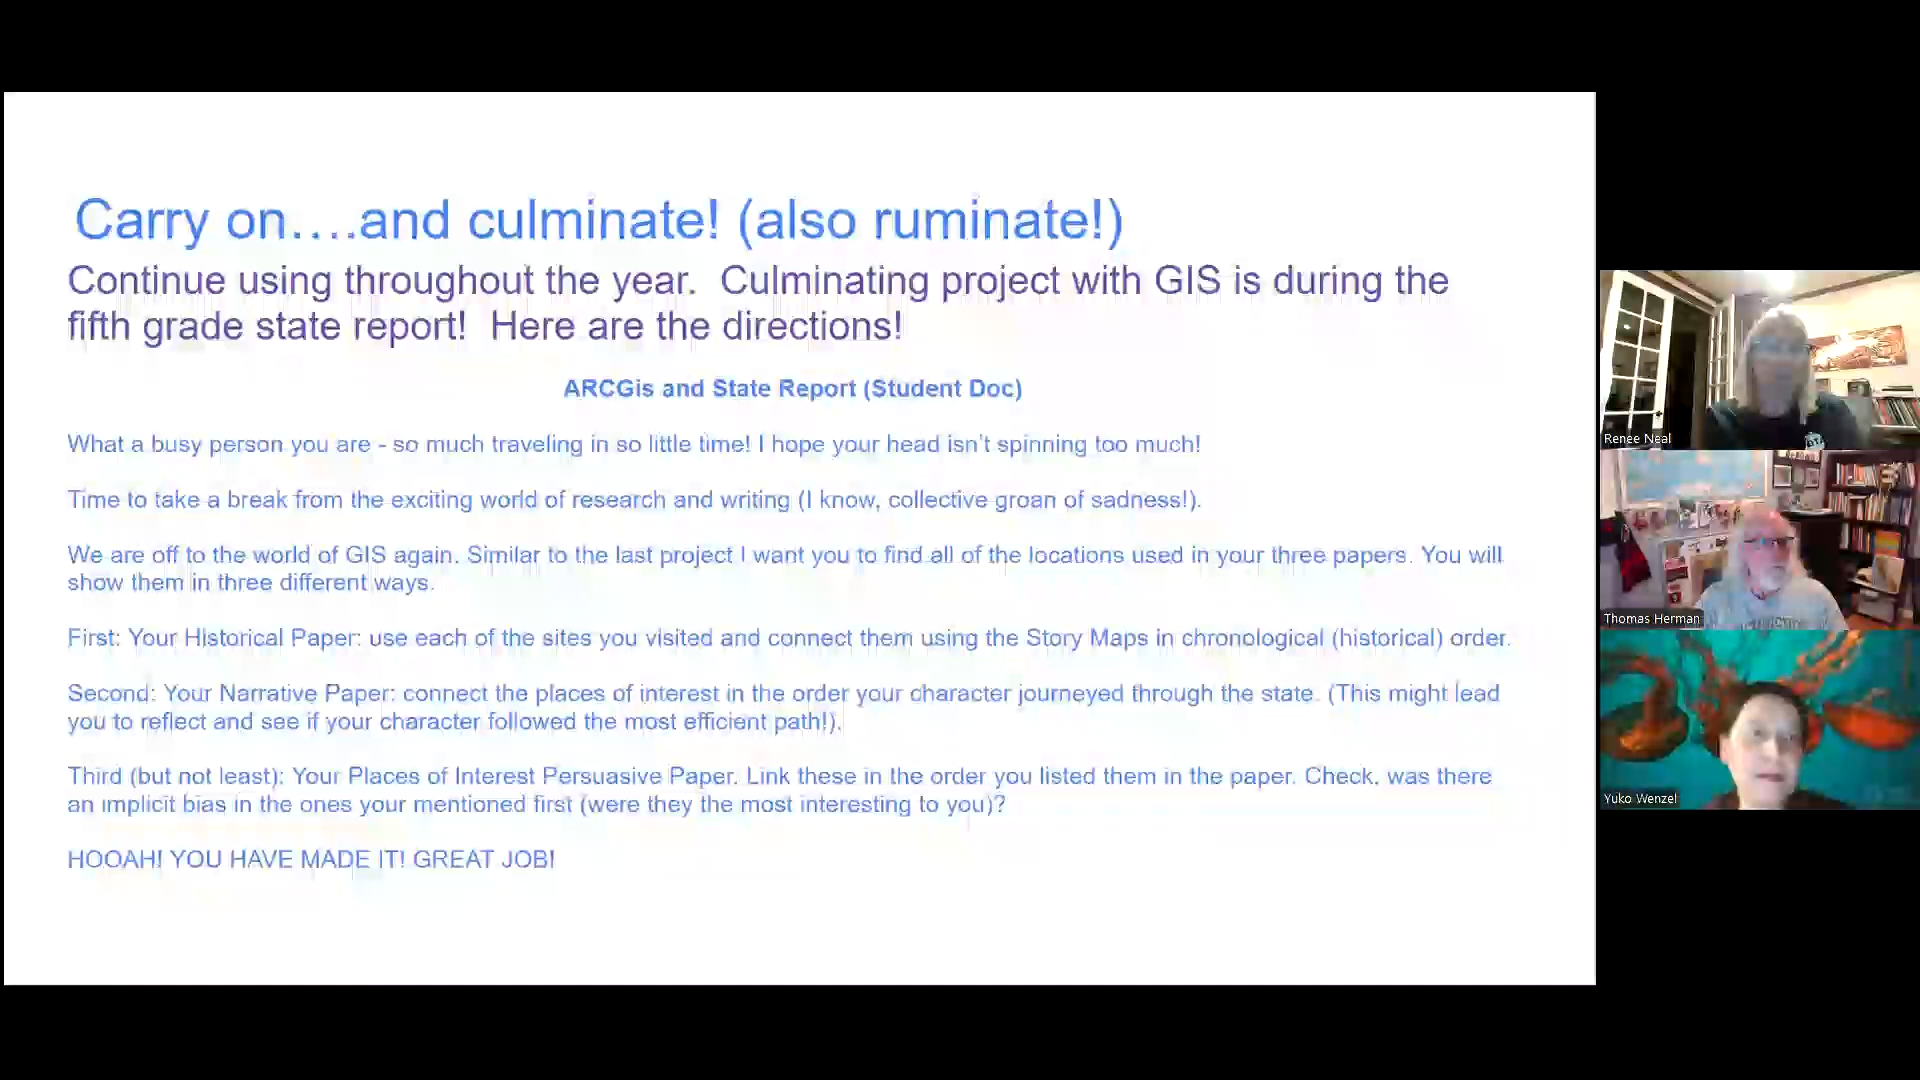 Carry on....and culminate! (also ruminate!)
Continue using throughout the year. Culminating project with GIS is during the
fifth grade state report! Here are the directions!
ARCGis and State Report (Student Doc)
What a busy person you are - so much traveling in so little time! I hope your head isn't spinning too much!
Time to take a break from the exciting world of research and writing (I know, collective groan of sadness!).
We are off to the world of GIS again. Similar to the last project I want you to find all of the locations used in your three papers. You will
show them in three different ways.
First: Your Historical Paper: use each of the sites you visited and connect them using the Story Maps in chronological (historical) order.
Second: Your Narrative Paper: connect the places of interest in the order your character journeyed through the state. (This might lead
you to reflect and see if your character followed the most efficient path!).
Third (but not least): Your Places of Interest Persuasive Paper. Link these in the order you listed them in the paper. Check, was there
an implicit bias in the ones your mentioned first (were they the most interesting to you)?
HOOAH! YOU HAVE MADE IT! GREAT JOB!
Renee Neal
Thomas Herman
Yuko Wenzel